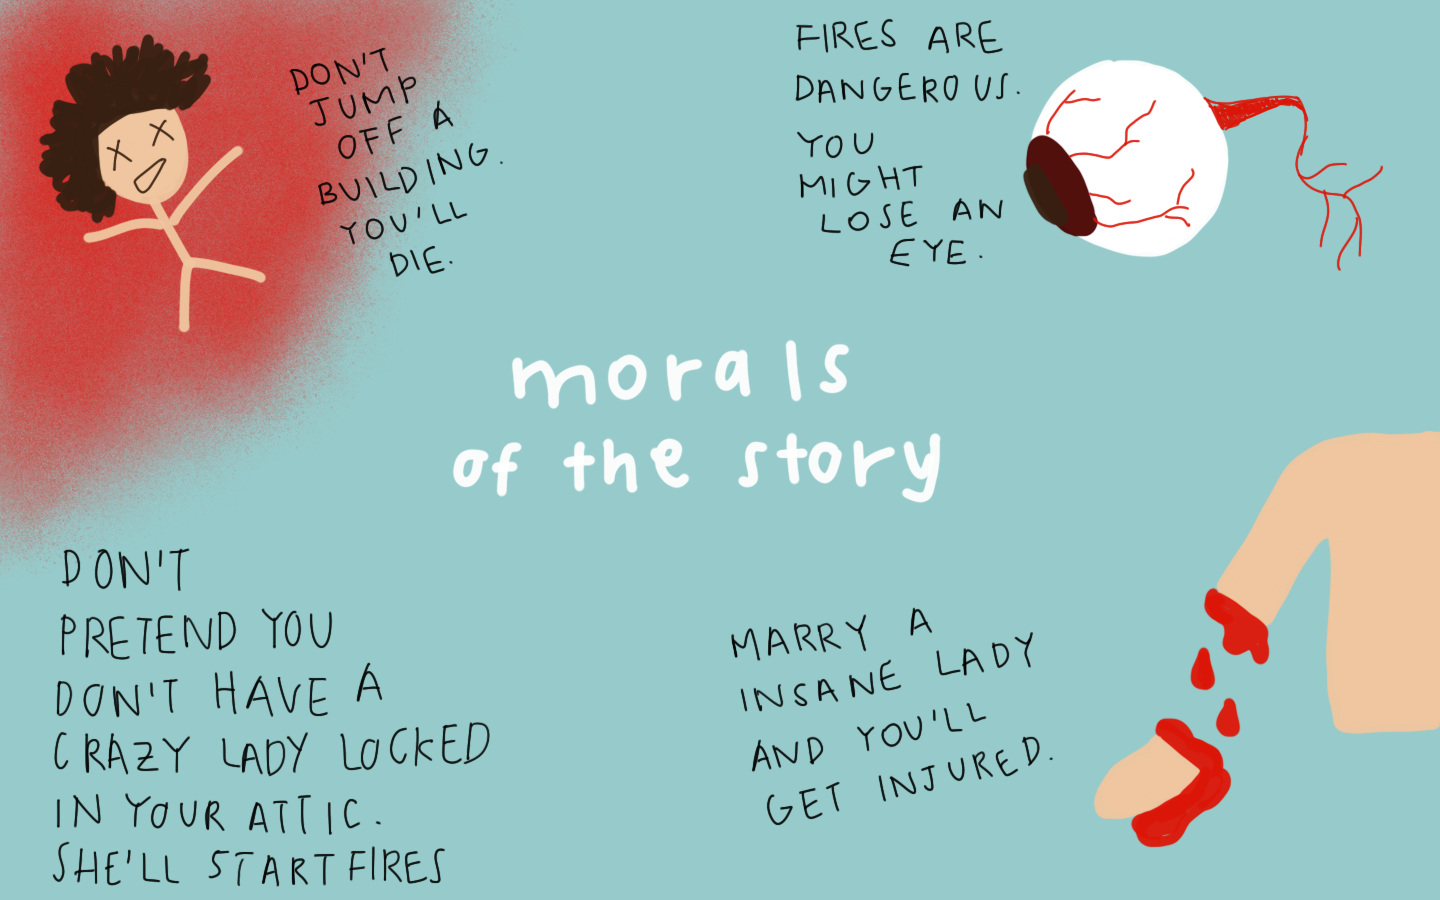 DON'T
JUMP
OFF A
BUILDING.
YOU'LL
DIE.
FIRES ARE
DANGEROUS.
YOU
MIGHT
LOSE AN
EYE.
morals
of the story
DON'T
PRETEND YOU
DON'T HAVE A
CRAZY LADY LOCKED
IN YOUR ATTIC.
SHE'LL START FIRES
MARRY A
INSANE LADY
AND YOU'LL
GET INJURED.